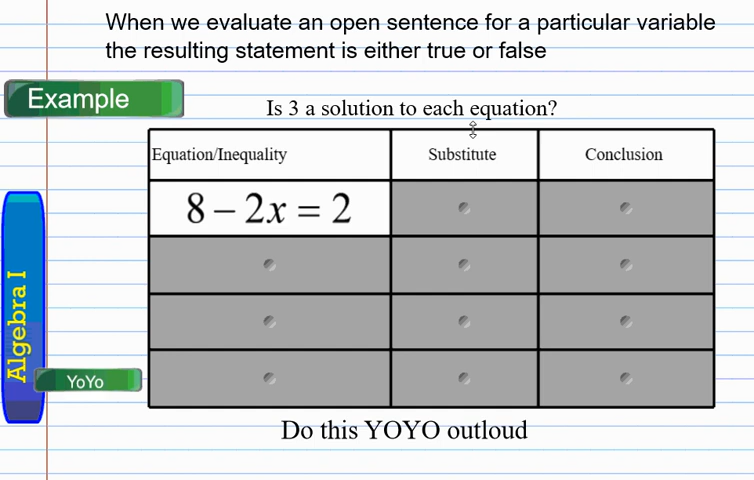 When we evaluate an open sentence for a particular variable
the resulting statement is either true or false
Example
Is 3 a solution to each equation?
Equation/Inequality Substitute Conclusion
8 – 2x = 2
Algebra I
YoYo
Do this YOYO outloud